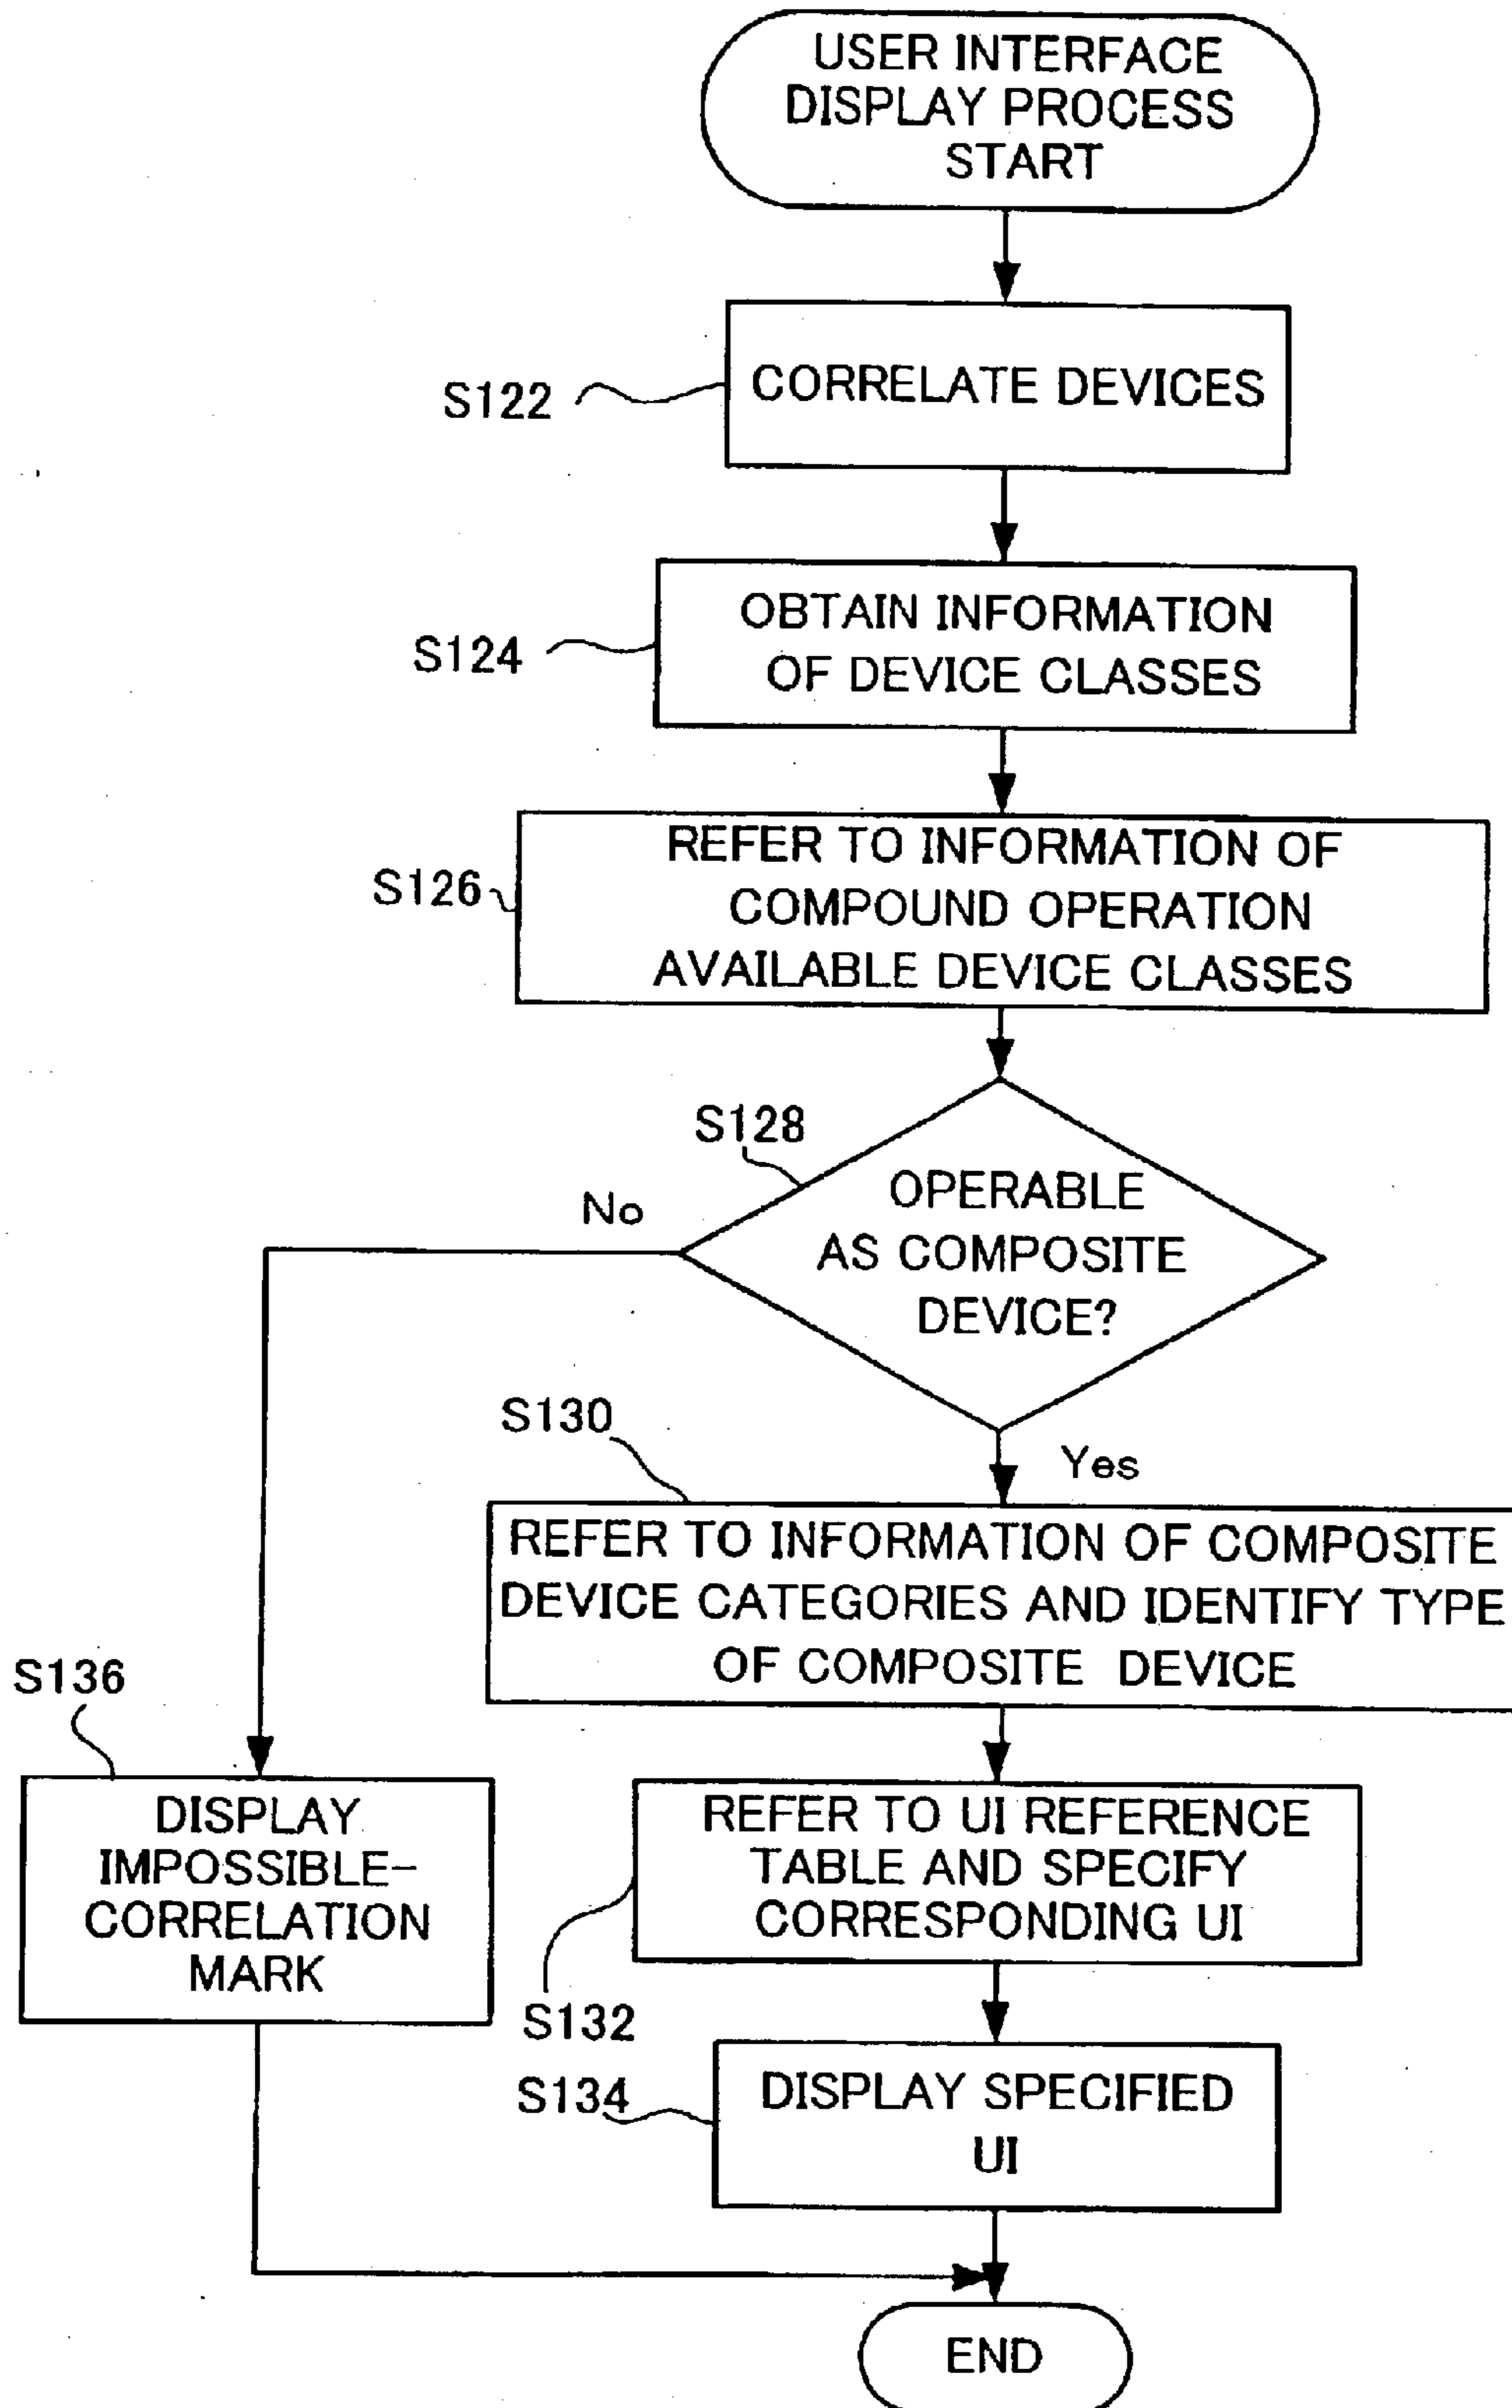 USER INTERFACE
DISPLAY PROCESS
START
S122
CORRELATE DEVICES
S124
OBTAIN INFORMATION
OF DEVICE CLASSES
S126
REFER TO INFORMATION OF
COMPOUND OPERATION
AVAILABLE DEVICE CLASSES
S128
No
OPERABLE
AS COMPOSITE
DEVICE?
S130
Yes
REFER TO INFORMATION OF COMPOSITE
DEVICE CATEGORIES AND IDENTIFY TYPE
OF COMPOSITE DEVICE
S136
DISPLAY
IMPOSSIBLE-
CORRELATION
MARK
REFER TO UI REFERENCE
TABLE AND SPECIFY
CORRESPONDING UI
S132
S134
DISPLAY SPECIFIED
UI
END